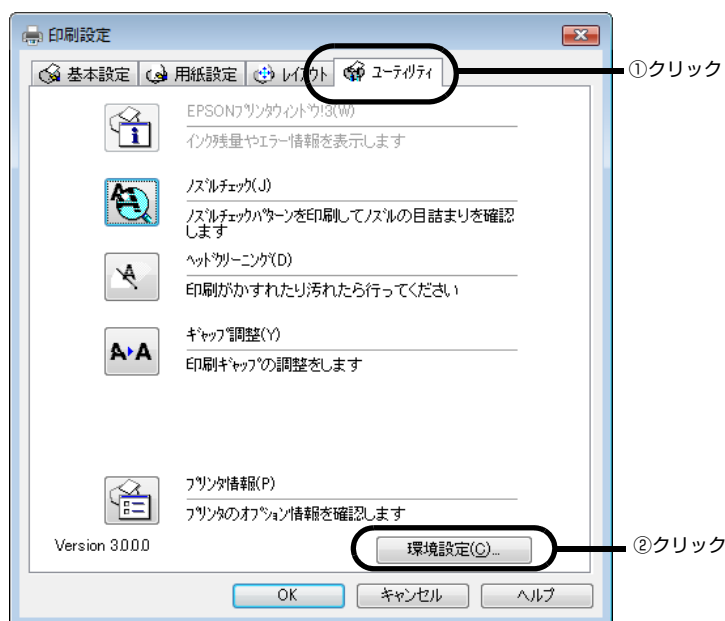 印刷設定
基本設定 用紙設定 レイアウト ユーティリティ
①クリック
EPSONプリンタウィンドウ!3(W)
インク残量やエラー情報を表示します
ノズルチェック(J)
ノズルチェックパターンを印刷してノズルの目詰まりを確認
します
ヘッドクリーニング(D)
印刷がかすれたり汚れたら行ってください
ギャップ調整(Y)
印刷ギャップの調整をします
プリンタ情報(P)
プリンタのオプション情報を確認します
Version 3.0.0.0
環境設定(C)...
②クリック
OK キャンセル ヘルプ